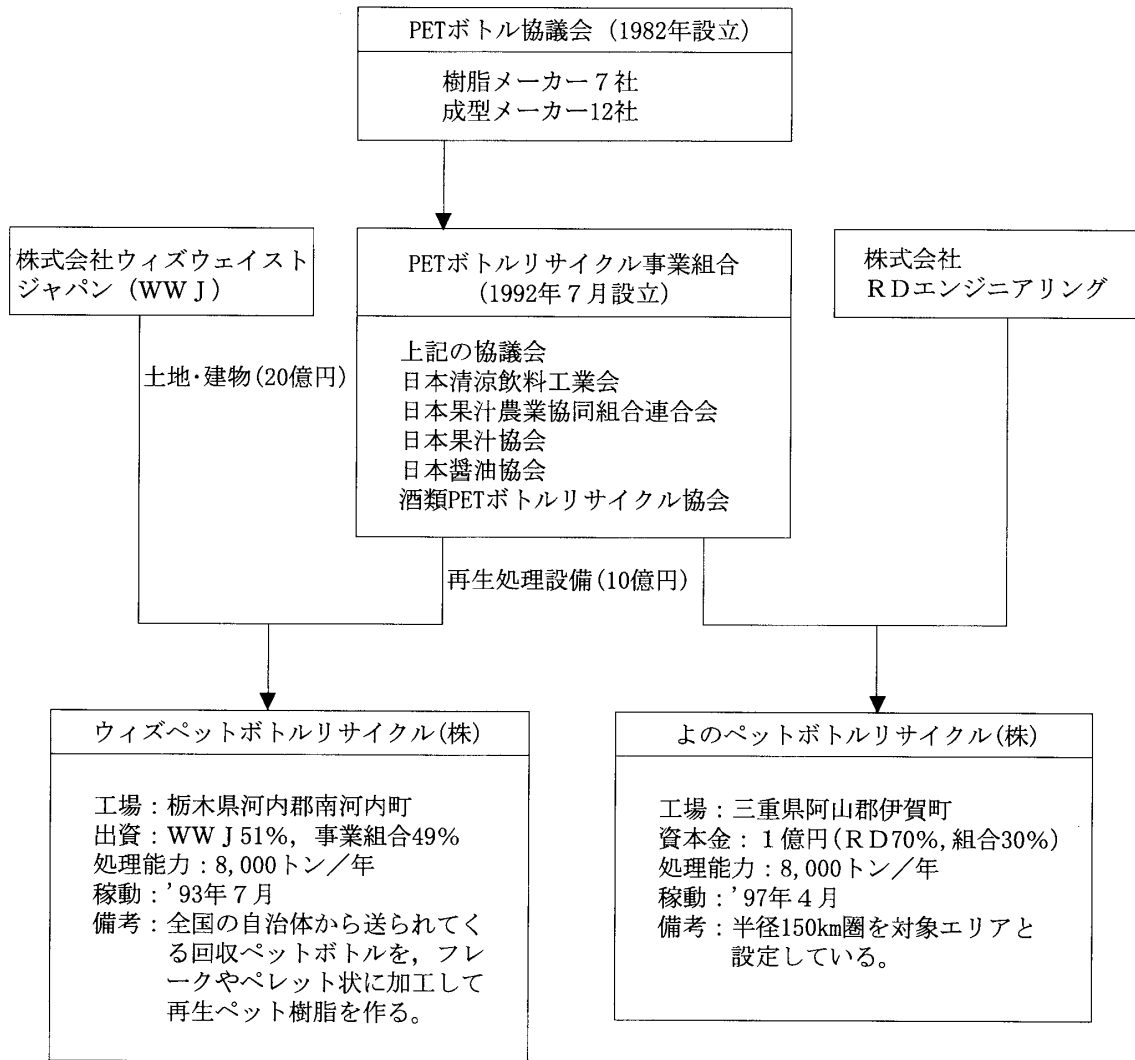 PETボトル協議会（1982年設立）
樹脂メーカー７社
成型メーカー12社
株式会社ウィズウェイスト
ジャパン（ＷＷＪ）
PETボトルリサイクル事業組合
（1992年７月設立）
株式会社
ＲＤエンジニアリング
上記の協議会
日本清涼飲料工業会
日本果汁農業協同組合連合会
日本果汁協会
日本醤油協会
酒類PETボトルリサイクル協会
土地・建物(20億円)
再生処理設備(10億円)
ウィズペットボトルリサイクル(株)
工場：栃木県河内郡南河内町
出資：ＷＷＪ51%，事業組合49%
処理能力：8,000トン／年
稼動：’93年７月
備考：全国の自治体から送られてく
る回収ペットボトルを，フレ
ークやペレット状に加工して
再生ペット樹脂を作る。
よのペットボトルリサイクル(株)
工場：三重県阿山郡伊賀町
資本金：１億円(ＲＤ70%,組合30%)
処理能力：8,000トン／年
稼動：’97年４月
備考：半径150km圏を対象エリアと
設定している。